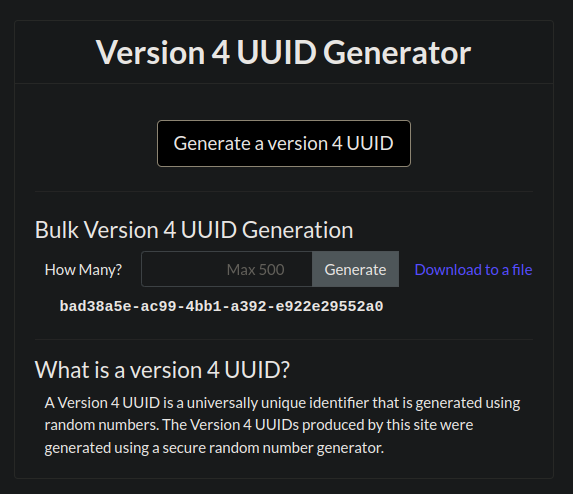 Version 4 UUID Generator
Generate a version 4 UUID
Bulk Version 4 UUID Generation
How Many? Max 500 Generate Download to a file
bad38a5e-ac99-4bb1-a392-e922e29552a0
What is a version 4 UUID?
A Version 4 UUID is a universally unique identifier that is generated using
random numbers. The Version 4 UUIDs produced by this site were
generated using a secure random number generator.